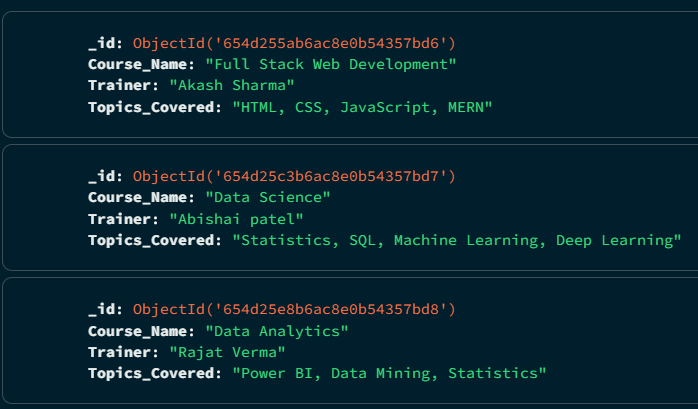 _id: ObjectId('654d255ab6ac8e0b54357bd6')
Course_Name: "Full Stack Web Development"
Trainer: "Akash Sharma"
Topics_Covered: "HTML, CSS, JavaScript, MERN"
_id: ObjectId('654d25c3b6ac8e0b54357bd7')
Course_Name: "Data Science"
Trainer: "Abishai patel"
Topics_Covered: "Statistics, SQL, Machine Learning, Deep Learning"
_id: ObjectId('654d25e8b6ac8e0b54357bd8')
Course_Name: "Data Analytics"
Trainer: "Rajat Verma"
Topics_Covered: "Power BI, Data Mining, Statistics"